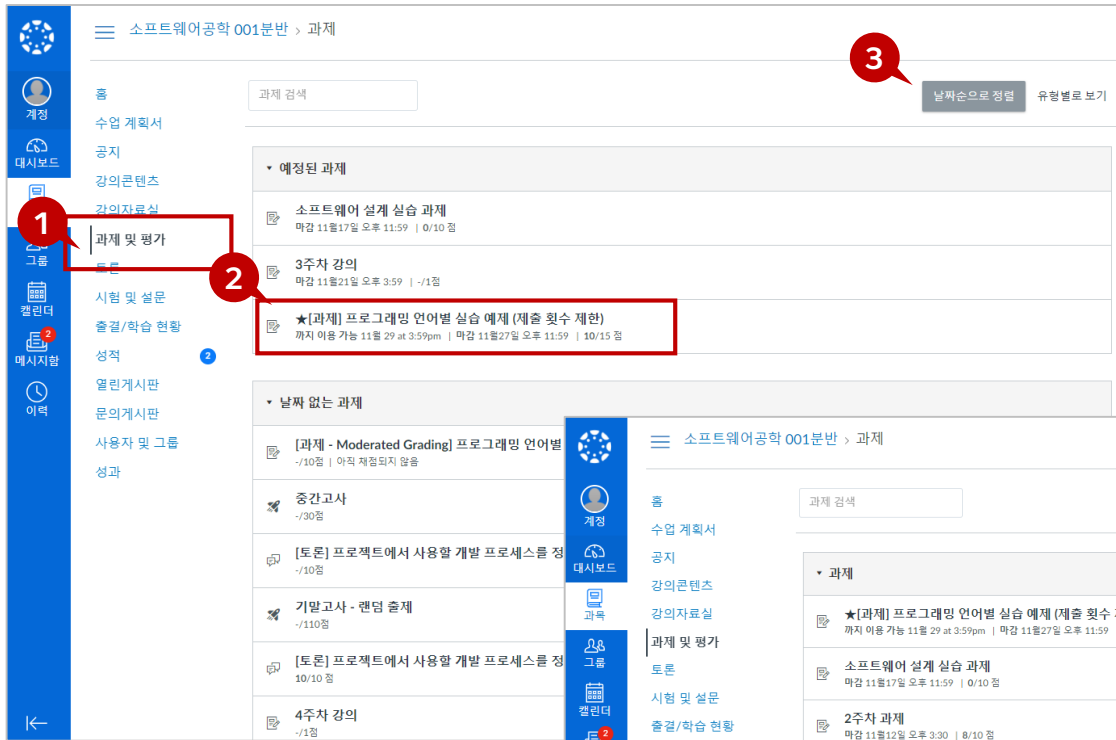 소프트웨어공학 001분반 › 과제
3
계정
대시보드
그룹
캘린더
2
메시지함
이력
홈
수업 계획서
공지
강의콘텐츠
강의자료실
1
과제 및 평가
토론
시험 및 설문
출결/학습 현황
성적 2
열린게시판
문의게시판
사용자 및 그룹
성과
과제 검색
날짜순으로 정렬 유형별로 보기
예정된 과제
소프트웨어 설계 실습 과제
마감 11월17일 오후 11:59 | 0/10 점
3주차 강의
마감 11월21일 오후 3:59 | -/1점
2
★[과제] 프로그래밍 언어별 실습 예제 (제출 횟수 제한)
까지 이용 가능 11월 29 at 3:59pm | 마감 11월27일 오후 11:59 | 10/15 점
날짜 없는 과제
[과제 - Moderated Grading] 프로그래밍 언어별
-/10점 | 아직 채점되지 않음
중간고사
-/30점
[토론] 프로젝트에서 사용할 개발 프로세스를 정
-/10점
기말고사 - 랜덤 출제
-/110점
[토론] 프로젝트에서 사용할 개발 프로세스를 정
10/10 점
4주차 강의
-/1점
소프트웨어공학 001분반 › 과제
계정
대시보드
과목
그룹
캘린더
2
홈
수업 계획서
공지
강의콘텐츠
강의자료실
과제 및 평가
토론
시험 및 설문
출결/학습 현황
과제 검색
과제
★[과제] 프로그래밍 언어별 실습 예제 (제출 횟수
까지 이용 가능 11월 29 at 3:59pm | 마감 11월27일 오후 11:59
소프트웨어 설계 실습 과제
마감 11월17일 오후 11:59 | 0/10 점
2주차 과제
마감 11월12일 오후 3:30 | 8/10 점